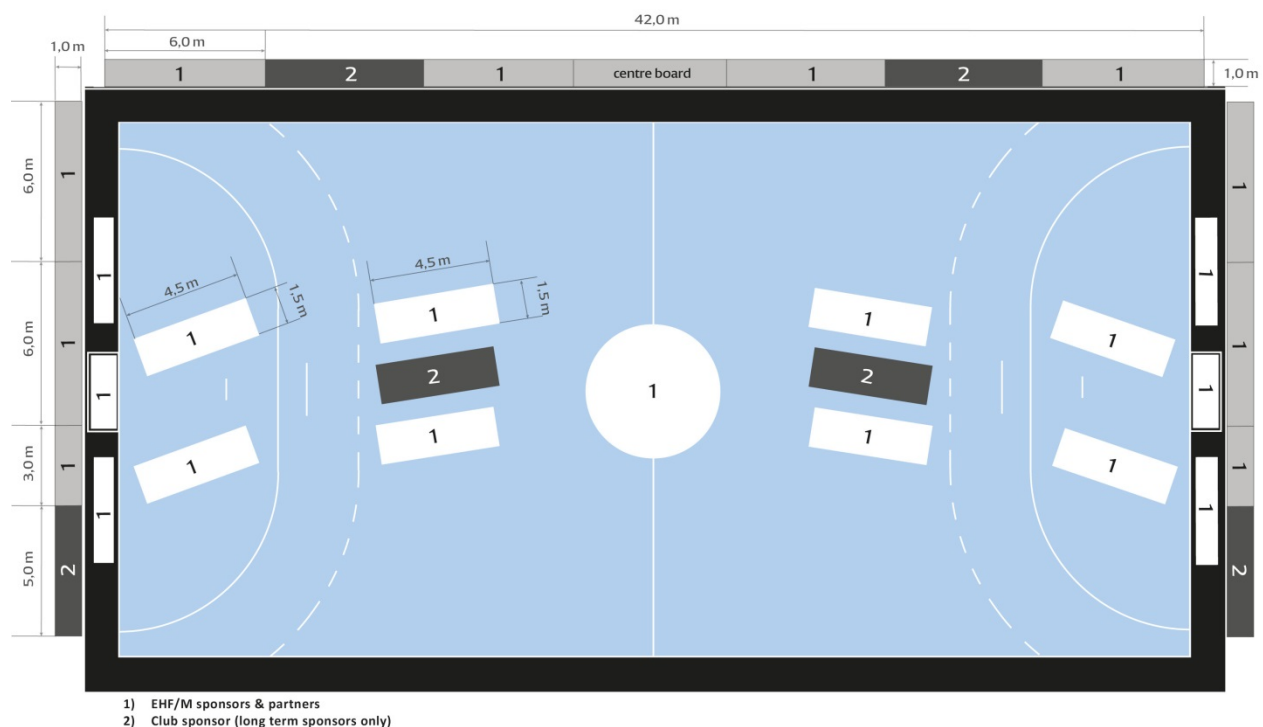 42,0 m
6,0 m
1,0 m
1 2 1 centre board 1 2 1
1,0 m
6,0 m
1
1
6,0 m
1
1
3,0 m
1
1
5,0 m
2
2
1
1
1
1
1
1
4,5 m
1,5 m
1
1
4,5 m
1,5 m
1
2
1
1
1
2
1
1
1
1) EHF/M sponsors & partners
2) Club sponsor (long term sponsors only)